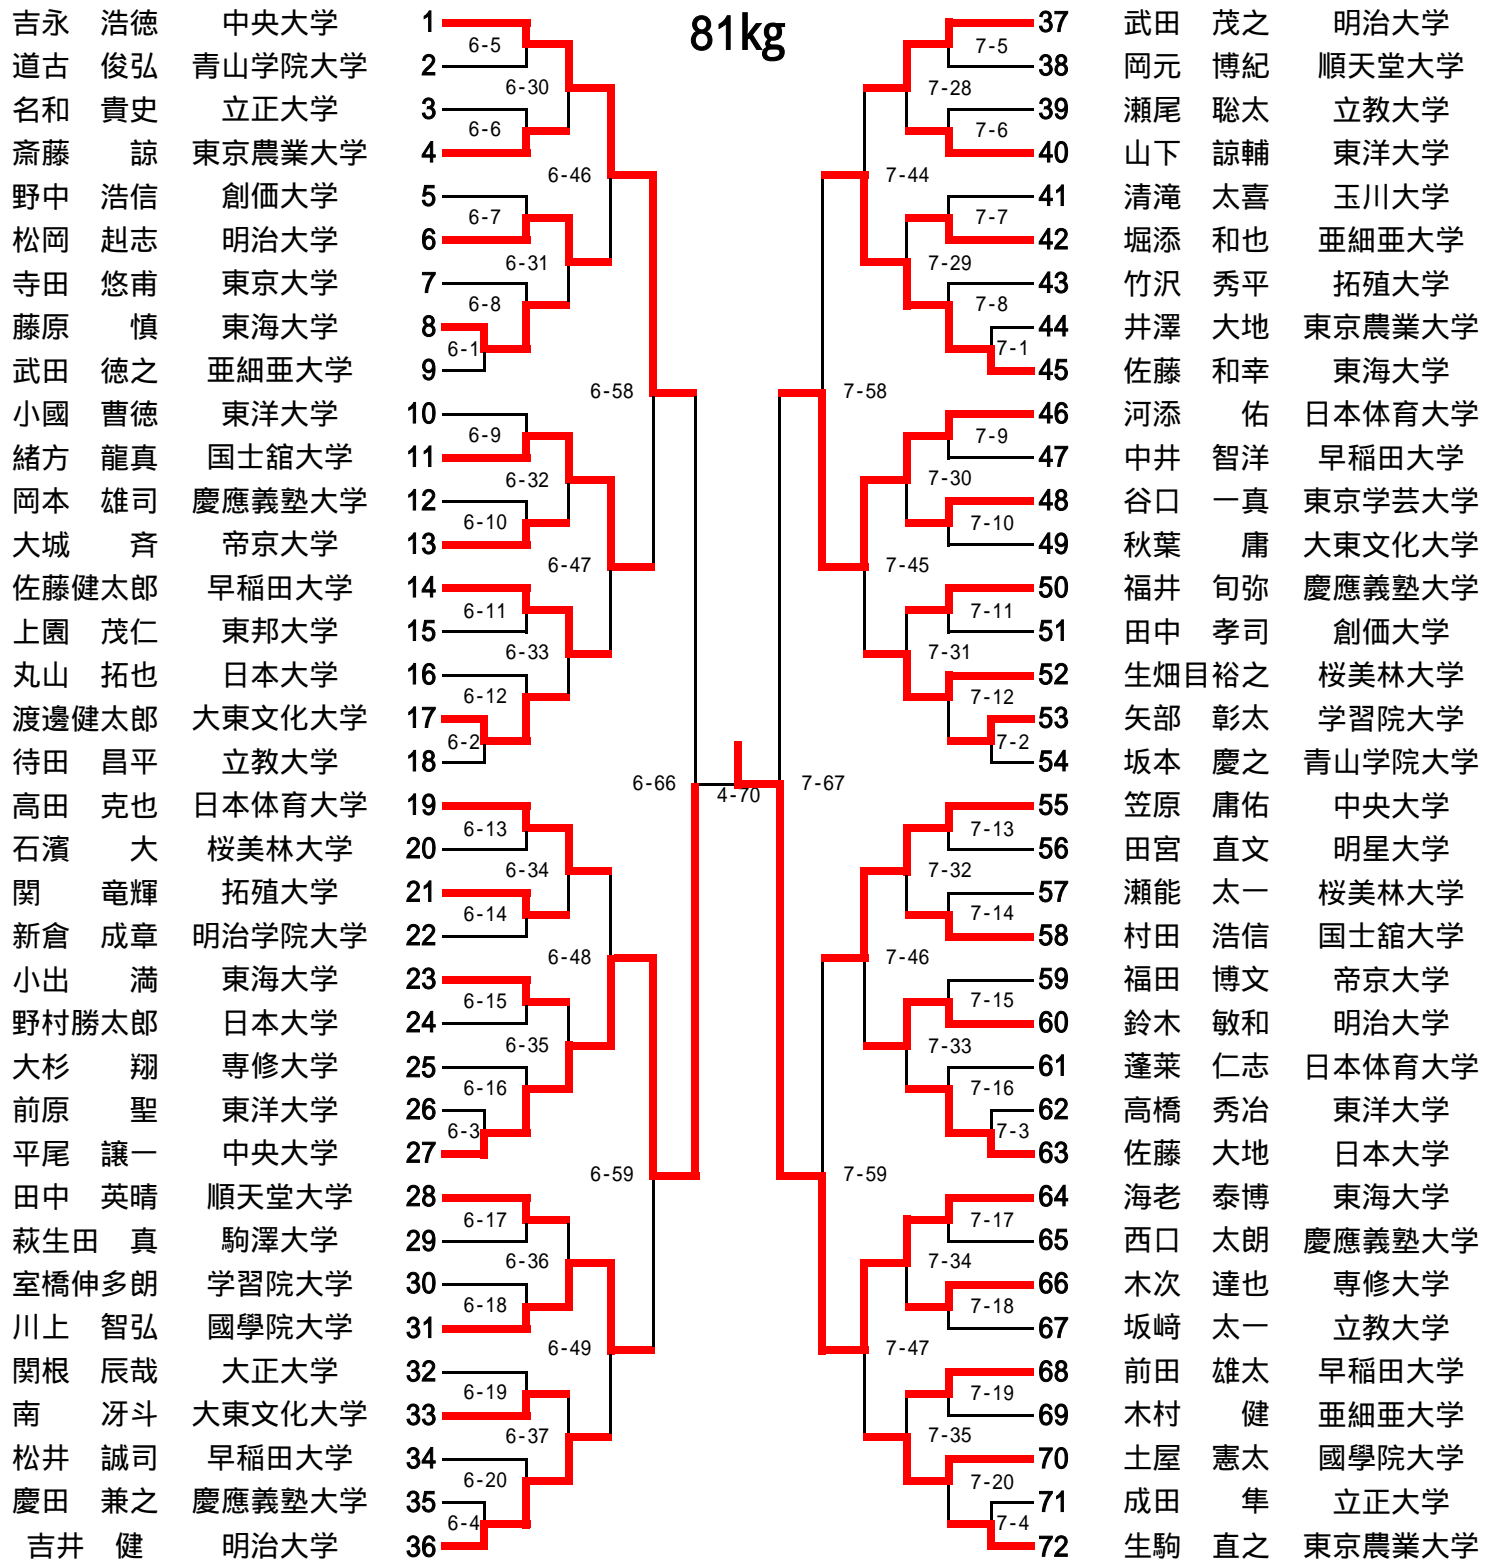 81kg
吉永 浩徳 中央大学 1
道古 俊弘 青山学院大学 2
名和 貴史 立正大学 3
斎藤 諒 東京農業大学 4
野中 浩信 創価大学 5
松岡 赳志 明治大学 6
寺田 悠甫 東京大学 7
藤原 慎 東海大学 8
武田 徳之 亜細亜大学 9
小國 曹徳 東洋大学 10
緒方 龍真 国士舘大学 11
岡本 雄司 慶應義塾大学 12
大城 斉 帝京大学 13
佐藤健太郎 早稲田大学 14
上園 茂仁 東邦大学 15
丸山 拓也 日本大学 16
渡邊健太郎 大東文化大学 17
待田 昌平 立教大学 18
高田 克也 日本体育大学 19
石濱 大 桜美林大学 20
関 竜輝 拓殖大学 21
新倉 成章 明治学院大学 22
小出 満 東海大学 23
野村勝太郎 日本大学 24
大杉 翔 専修大学 25
前原 聖 東洋大学 26
平尾 譲一 中央大学 27
田中 英晴 順天堂大学 28
萩生田 真 駒澤大学 29
室橋伸多朗 学習院大学 30
川上 智弘 國學院大学 31
関根 辰哉 大正大学 32
南 冴斗 大東文化大学 33
松井 誠司 早稲田大学 34
慶田 兼之 慶應義塾大学 35
吉井 健 明治大学 36
6-5
6-30
6-6
6-46
6-7
6-31
6-8
6-1
6-58
6-9
6-32
6-10
6-47
6-11
6-33
6-12
6-2
6-66
6-13
6-34
6-14
6-48
6-15
6-35
6-16
6-3
6-59
6-17
6-36
6-18
6-49
6-19
6-37
6-20
6-4
4-70
7-5
7-28
7-6
7-44
7-7
7-29
7-8
7-1
7-58
7-9
7-30
7-10
7-45
7-11
7-31
7-12
7-2
7-67
7-13
7-32
7-14
7-46
7-15
7-33
7-16
7-3
7-59
7-17
7-34
7-18
7-47
7-19
7-35
7-20
7-4
37 武田 茂之 明治大学
38 岡元 博紀 順天堂大学
39 瀬尾 聡太 立教大学
40 山下 諒輔 東洋大学
41 清滝 太喜 玉川大学
42 堀添 和也 亜細亜大学
43 竹沢 秀平 拓殖大学
44 井澤 大地 東京農業大学
45 佐藤 和幸 東海大学
46 河添 佑 日本体育大学
47 中井 智洋 早稲田大学
48 谷口 一真 東京学芸大学
49 秋葉 庸 大東文化大学
50 福井 旬弥 慶應義塾大学
51 田中 孝司 創価大学
52 生畑目裕之 桜美林大学
53 矢部 彰太 学習院大学
54 坂本 慶之 青山学院大学
55 笠原 庸佑 中央大学
56 田宮 直文 明星大学
57 瀬能 太一 桜美林大学
58 村田 浩信 国士舘大学
59 福田 博文 帝京大学
60 鈴木 敏和 明治大学
61 蓬莱 仁志 日本体育大学
62 高橋 秀冶 東洋大学
63 佐藤 大地 日本大学
64 海老 泰博 東海大学
65 西口 太朗 慶應義塾大学
66 木次 達也 専修大学
67 坂﨑 太一 立教大学
68 前田 雄太 早稲田大学
69 木村 健 亜細亜大学
70 土屋 憲太 國學院大学
71 成田 隼 立正大学
72 生駒 直之 東京農業大学